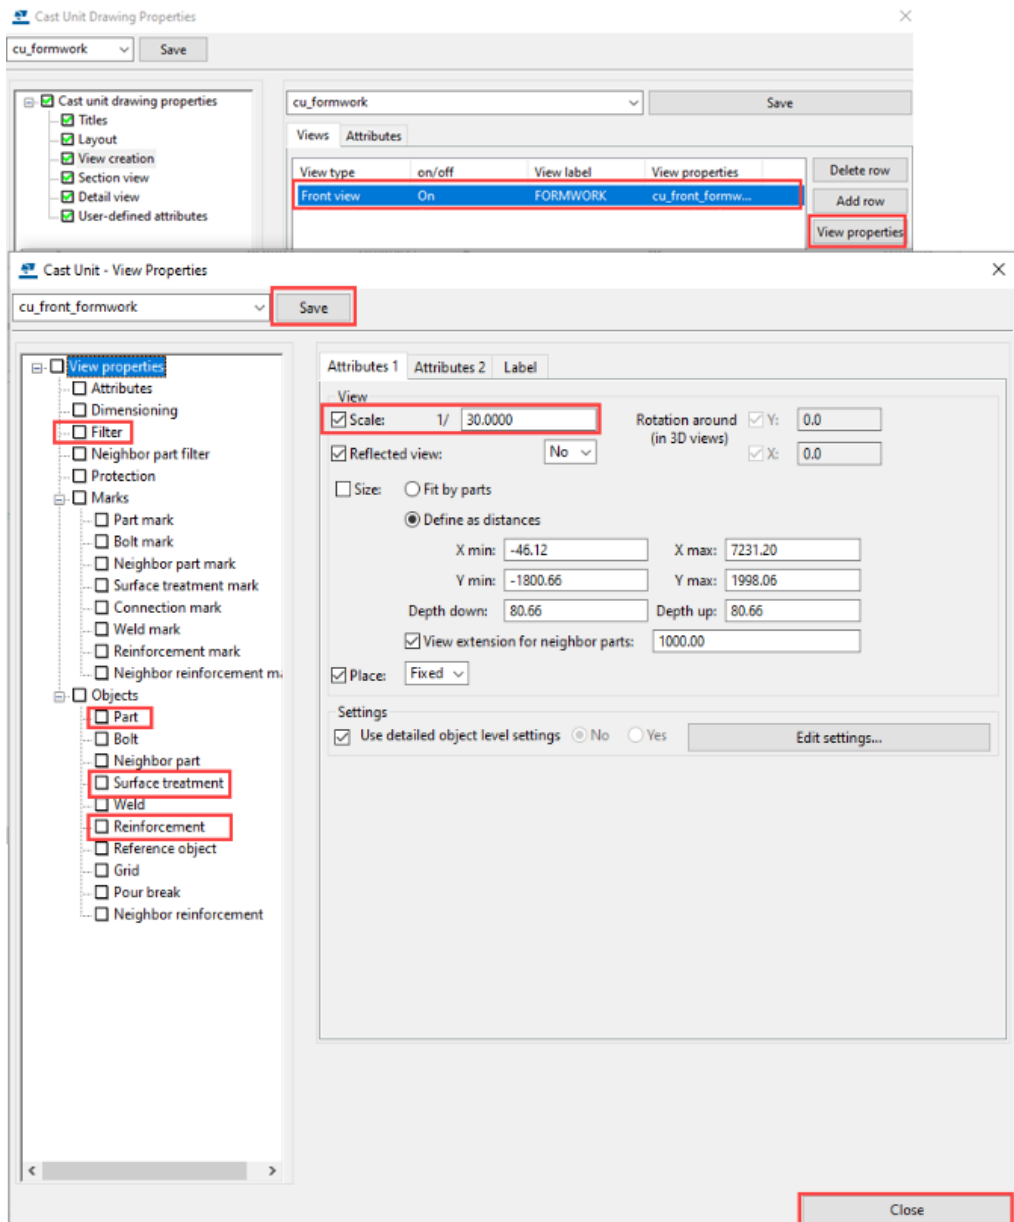 Cast Unit Drawing Properties
cu_formwork Save
Cast unit drawing properties
Titles
Layout
View creation
Section view
Detail view
User-defined attributes
cu_formwork Save
Views Attributes
View type on/off View label View properties
Front view On FORMWORK cu_front_formw...
Delete row
Add row
View properties
Cast Unit - View Properties
cu_front_formwork Save
View properties
Attributes
Dimensioning
Filter
Neighbor part filter
Protection
Marks
Part mark
Bolt mark
Neighbor part mark
Surface treatment mark
Connection mark
Weld mark
Reinforcement mark
Neighbor reinforcement ma
Objects
Part
Bolt
Neighbor part
Surface treatment
Weld
Reinforcement
Reference object
Grid
Pour break
Neighbor reinforcement
Attributes 1 Attributes 2 Label
View
Scale: 1/ 30.0000 Rotation around Y: 0.0
(in 3D views) X: 0.0
Reflected view: No
Size: Fit by parts
Define as distances
X min: -46.12 X max: 7231.20
Y min: -1800.66 Y max: 1998.06
Depth down: 80.66 Depth up: 80.66
View extension for neighbor parts: 1000.00
Place: Fixed
Settings
Use detailed object level settings No Yes Edit settings...
Close